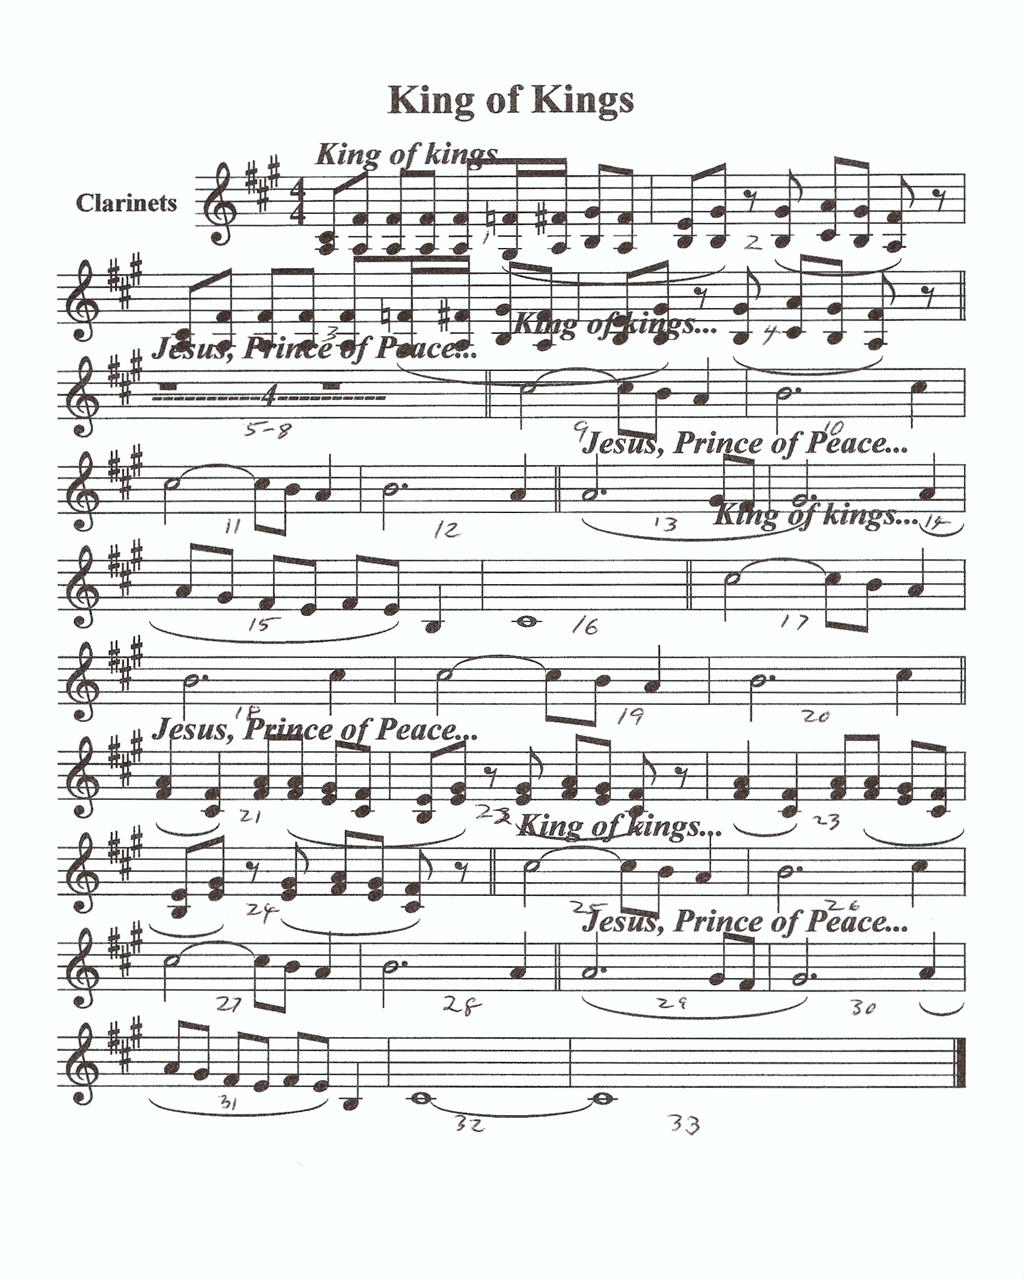 King of Kings
King of kings
Clarinets
4
4
1 2
3 King of kings... 4
Jesus, Prince of Peace...
4
5-8 9 10
Jesus, Prince of Peace...
11 12 13 King of kings... 14
15 16 17
18 19 20
Jesus, Prince of Peace...
21 22 23
King of kings...
24 25 26
Jesus, Prince of Peace...
27 28 29 30
31 32 33